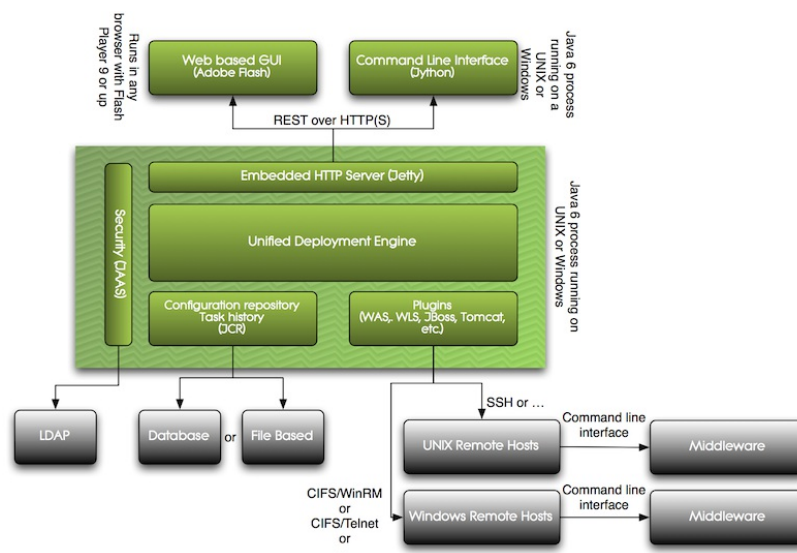 Runs in any
browser with Flash
Player 9 or up
Web based GUI
(Adobe Flash)
Command Line Interface
(Jython)
Java 6 process
running on a
UNIX or
Windows
REST over HTTP(S)
Security (JAAS)
Embedded HTTP Server (Jetty)
Unified Deployment Engine
Configuration repository
Task history
(JCR)
Plugins
(WAS,. WLS, JBoss, Tomcat,
etc.)
Java 6 process running on
UNIX or Windows
LDAP
Database
or
File Based
SSH or ...
UNIX Remote Hosts
Command line
interface
Middleware
CIFS/WinRM
or
CIFS/Telnet
or
Windows Remote Hosts
Command line
interface
Middleware